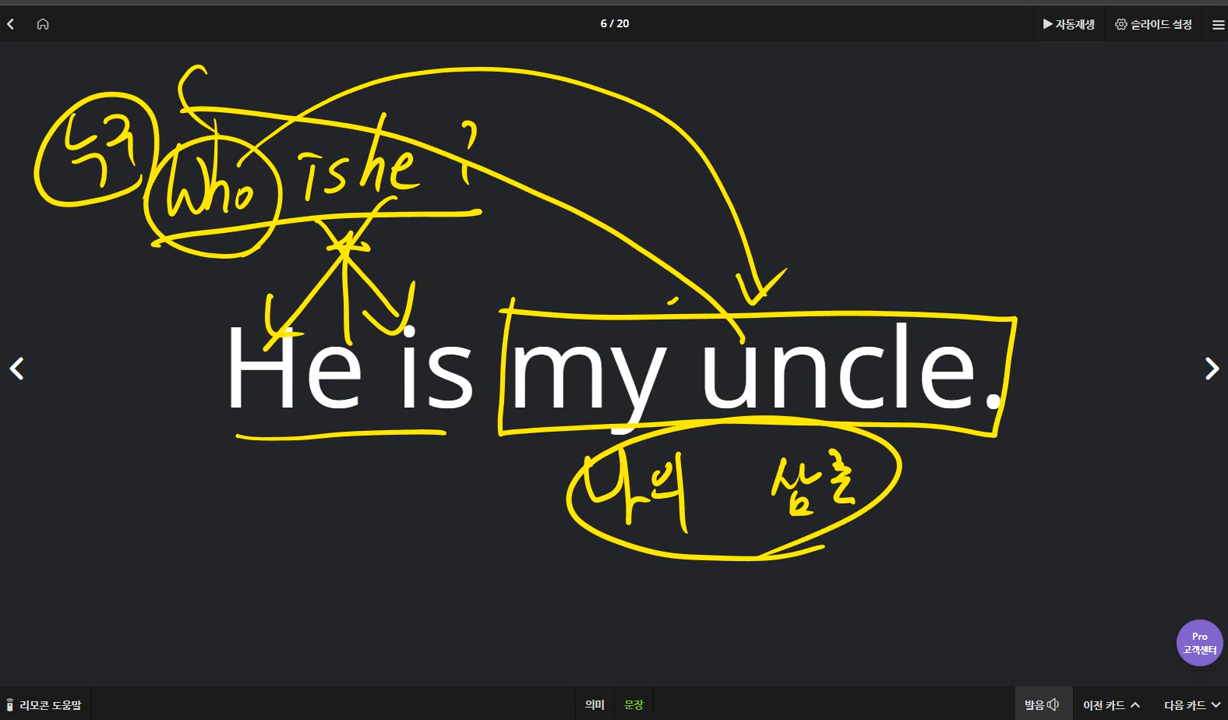 6 / 20
▶ 자동재생
슬라이드 설정
누구
who is he?
He is my uncle.
나의 삼촌
Pro
고객센터
리모콘 도움말
의미
문장
발음
이전 카드
다음 카드